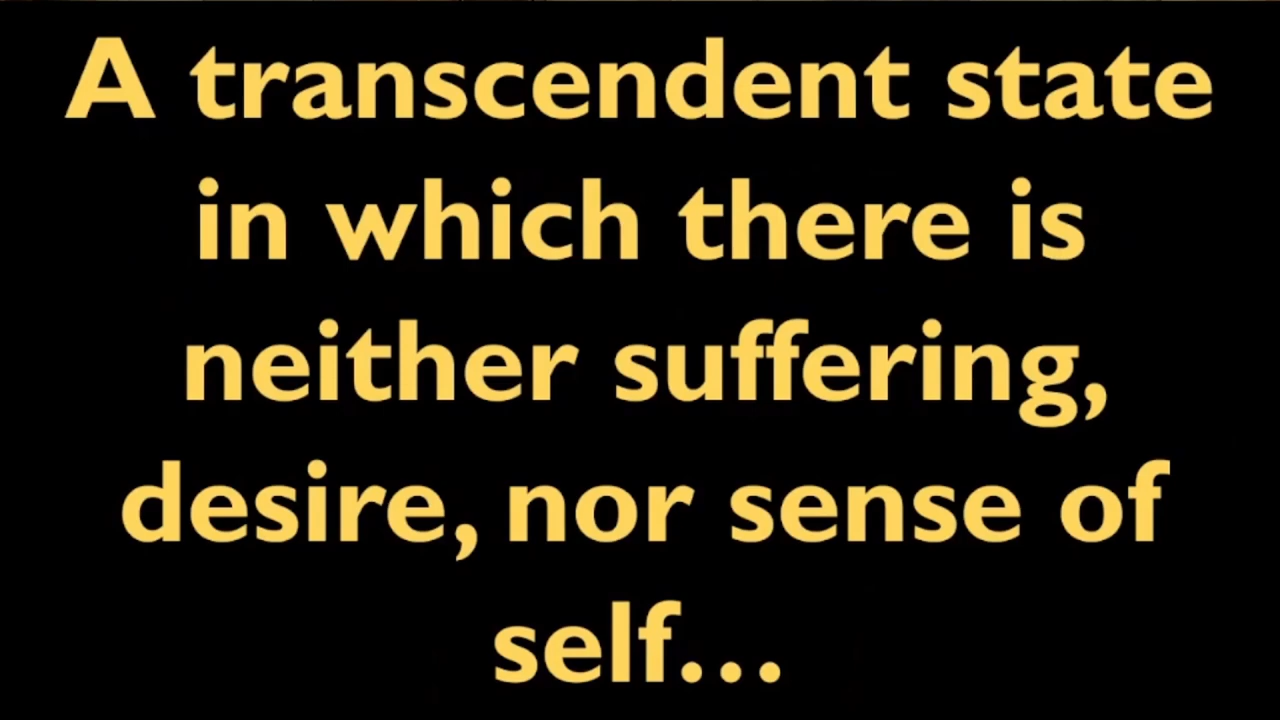 A transcendent state
in which there is
neither suffering,
desire, nor sense of
self...